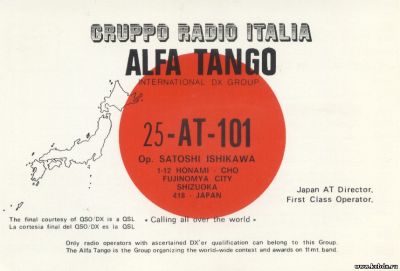 GRUPPO RADIO ITALIA
ALFA TANGO
INTERNATIONAL DX GROUP
25-AT-101
Op. SATOSHI ISHIKAWA
1-12 HONAMI - CHO
FUJINOMYA CITY
SHIZUOKA
418 - JAPAN
Japan AT Director,
First Class Operator,
The final courtesy of QSO/DX is a QSL
La cortesia final del QSO/DX es la QSL
• Calling all over the world •
Only radio operators with ascertained DX'er qualification can belong to this Group.
The Alfa Tango is the Group organizing the world-wide contest and awards on 11mt. band.
www.kabda.ru